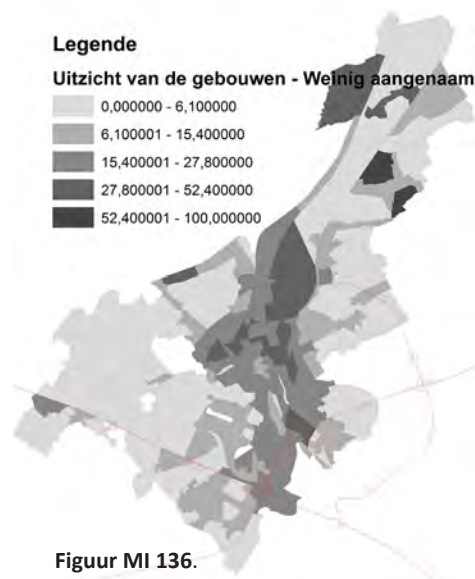 Legende
Uitzicht van de gebouwen - Weinig aangenaam
0,000000 - 6,100000
6,100001 - 15,400000
15,400001 - 27,800000
27,800001 - 52,400000
52,400001 - 100,000000
Figuur MI 136.